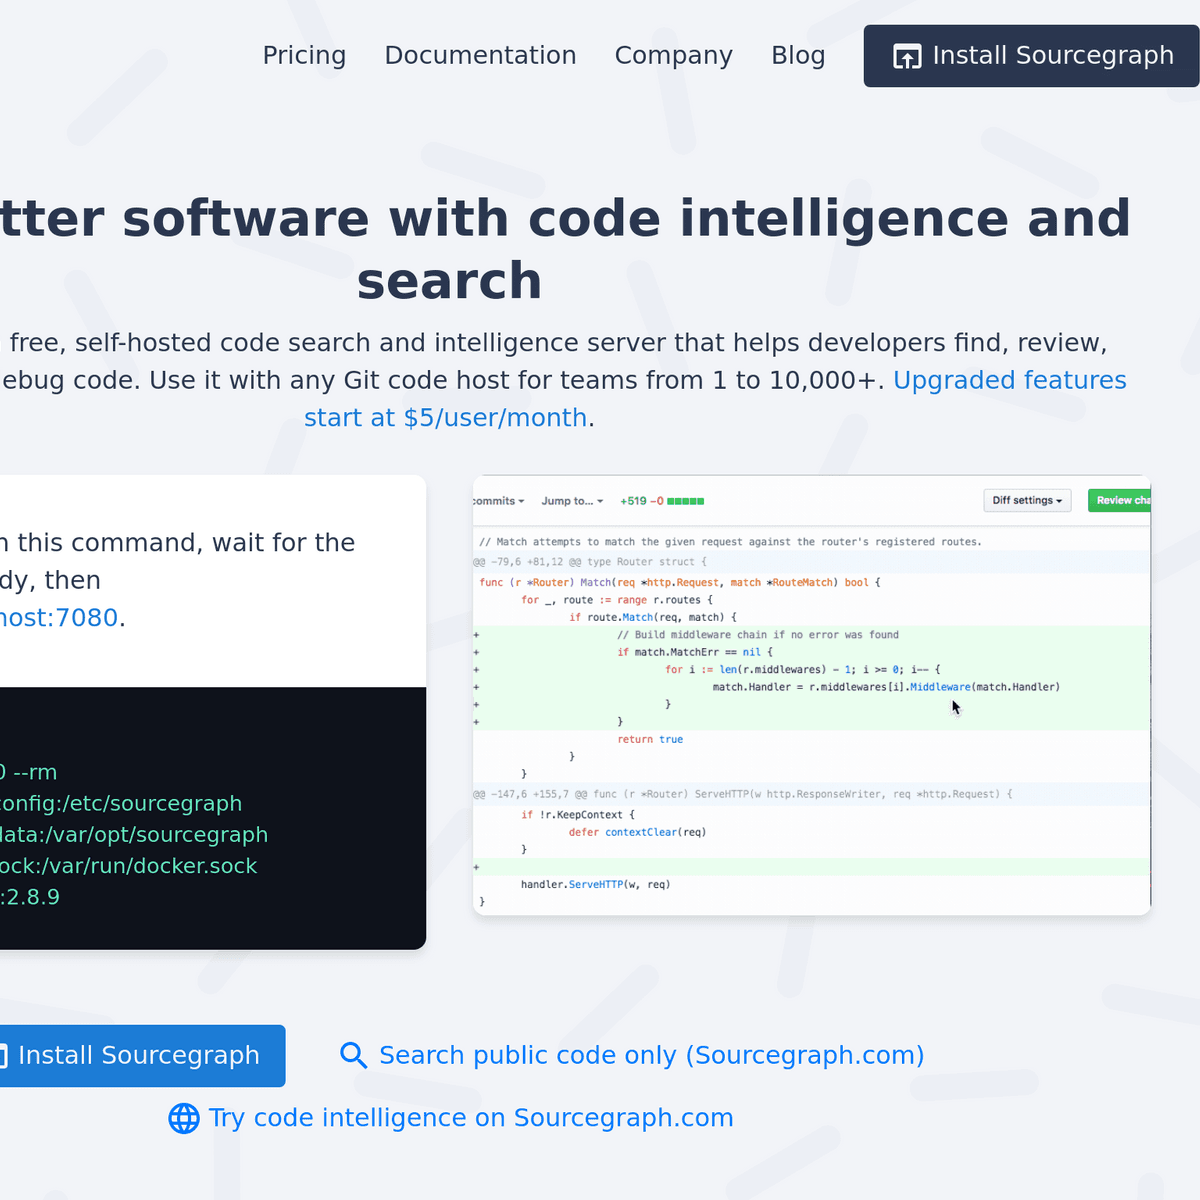 Pricing Documentation Company Blog Install Sourcegraph
tter software with code intelligence and
search
free, self-hosted code search and intelligence server that helps developers find, review,
ebug code. Use it with any Git code host for teams from 1 to 10,000+. Upgraded features
start at $5/user/month.
n this command, wait for the
dy, then
host:7080.
0 --rm
config:/etc/sourcegraph
data:/var/opt/sourcegraph
ock:/var/run/docker.sock
:2.8.9
commits Jump to... +519 −0 Diff settings Review cha
// Match attempts to match the given request against the router's registered routes.
@@ -79,6 +81,12 @@ type Router struct {
func (r *Router) Match(req *http.Request, match *RouteMatch) bool {
for _, route := range r.routes {
if route.Match(req, match) {
+ // Build middleware chain if no error was found
+ if match.MatchErr == nil {
+ for i := len(r.middlewares) - 1; i >= 0; i-- {
+ match.Handler = r.middlewares[i].Middleware(match.Handler)
+ }
+ }
return true
}
}
@@ -147,6 +155,7 @@ func (r *Router) ServeHTTP(w http.ResponseWriter, req *http.Request) {
if !r.KeepContext {
defer contextClear(req)
}
+
handler.ServeHTTP(w, req)
}
Install Sourcegraph Search public code only (Sourcegraph.com)
Try code intelligence on Sourcegraph.com